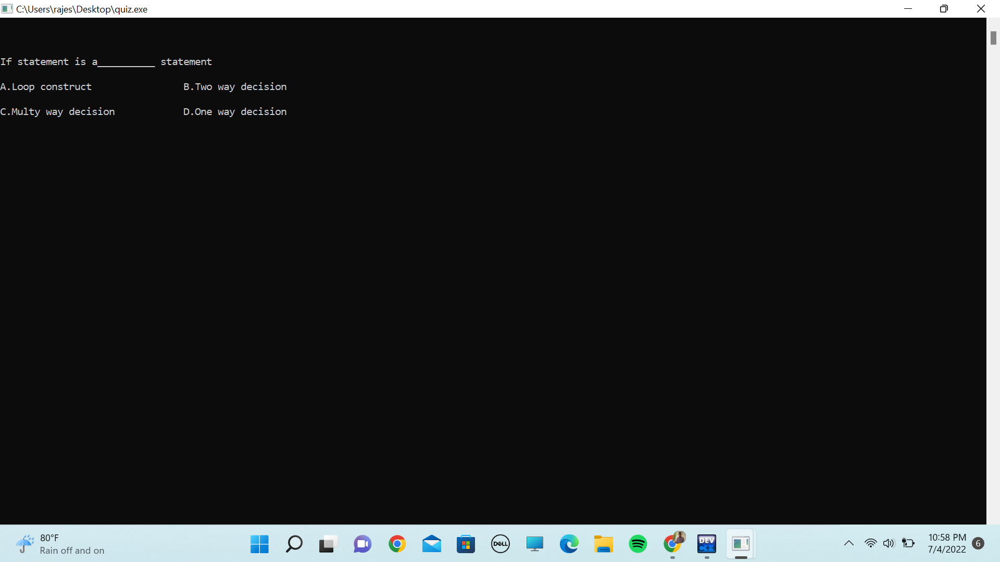 C:\Users\rajes\Desktop\quiz.exe
If statement is a__________ statement
A.Loop construct B.Two way decision
C.Multy way decision D.One way decision
80°F
Rain off and on
DELL
DEV
C++
10:58 PM
7/4/2022
6